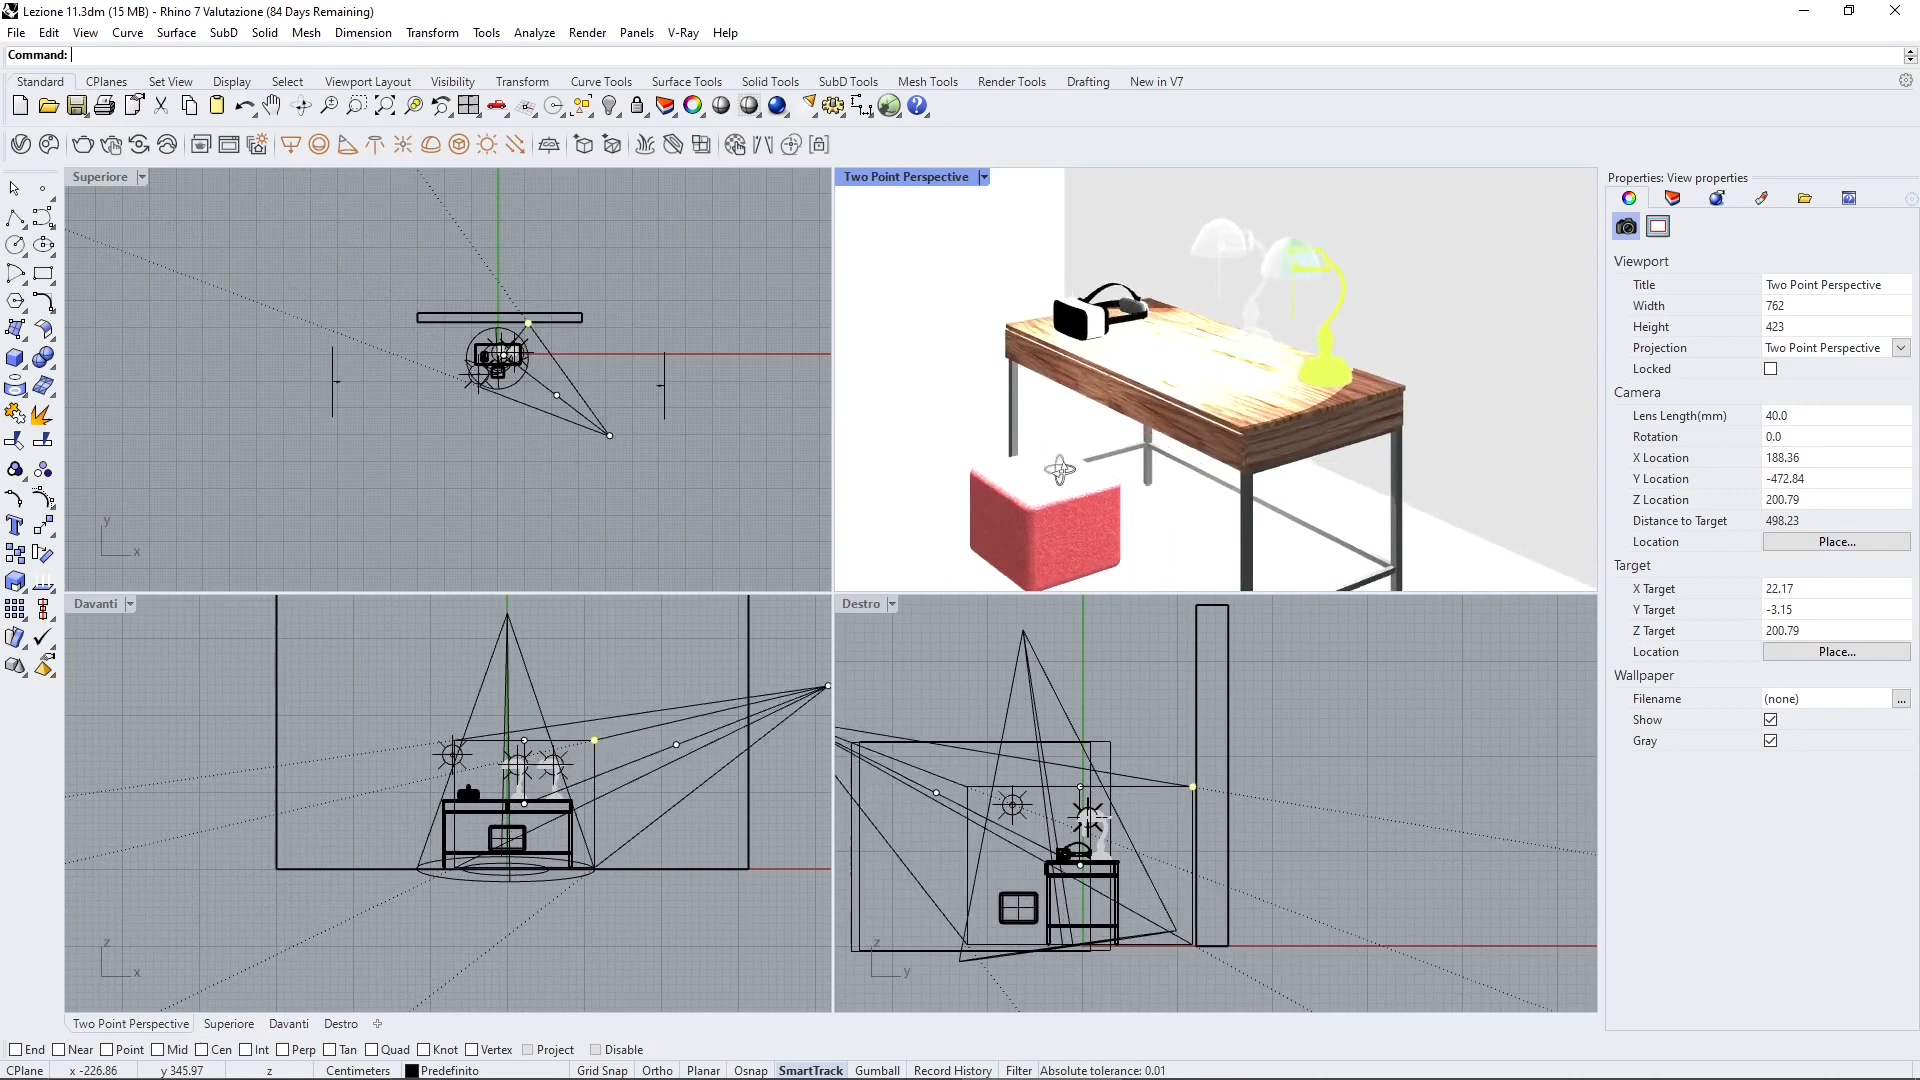 Lezione 11.3dm (15 MB) - Rhino 7 Valutazione (84 Days Remaining)
File Edit View Curve Surface SubD Solid Mesh Dimension Transform Tools Analyze Render Panels V-Ray Help
Command:
Standard CPlanes Set View Display Select Viewport Layout Visibility Transform Curve Tools Surface Tools Solid Tools SubD Tools Mesh Tools Render Tools Drafting New in V7
Superiore
Two Point Perspective
Properties: View properties
Viewport
Title Two Point Perspective
Width 762
Height 423
Projection Two Point Perspective
Locked
Camera
Lens Length(mm) 40.0
Rotation 0.0
X Location 188.36
Y Location -472.84
Z Location 200.79
Distance to Target 498.23
Location Place...
Target
X Target 22.17
Y Target -3.15
Z Target 200.79
Location Place...
Wallpaper
Filename (none) ...
Show
Gray
y
x
Davanti
Destro
z
x
z
y
Two Point Perspective Superiore Davanti Destro
End Near Point Mid Cen Int Perp Tan Quad Knot Vertex Project Disable
CPlane x -226.86 y 345.97 z Centimeters Predefinito Grid Snap Ortho Planar Osnap SmartTrack Gumball Record History Filter Absolute tolerance: 0.01